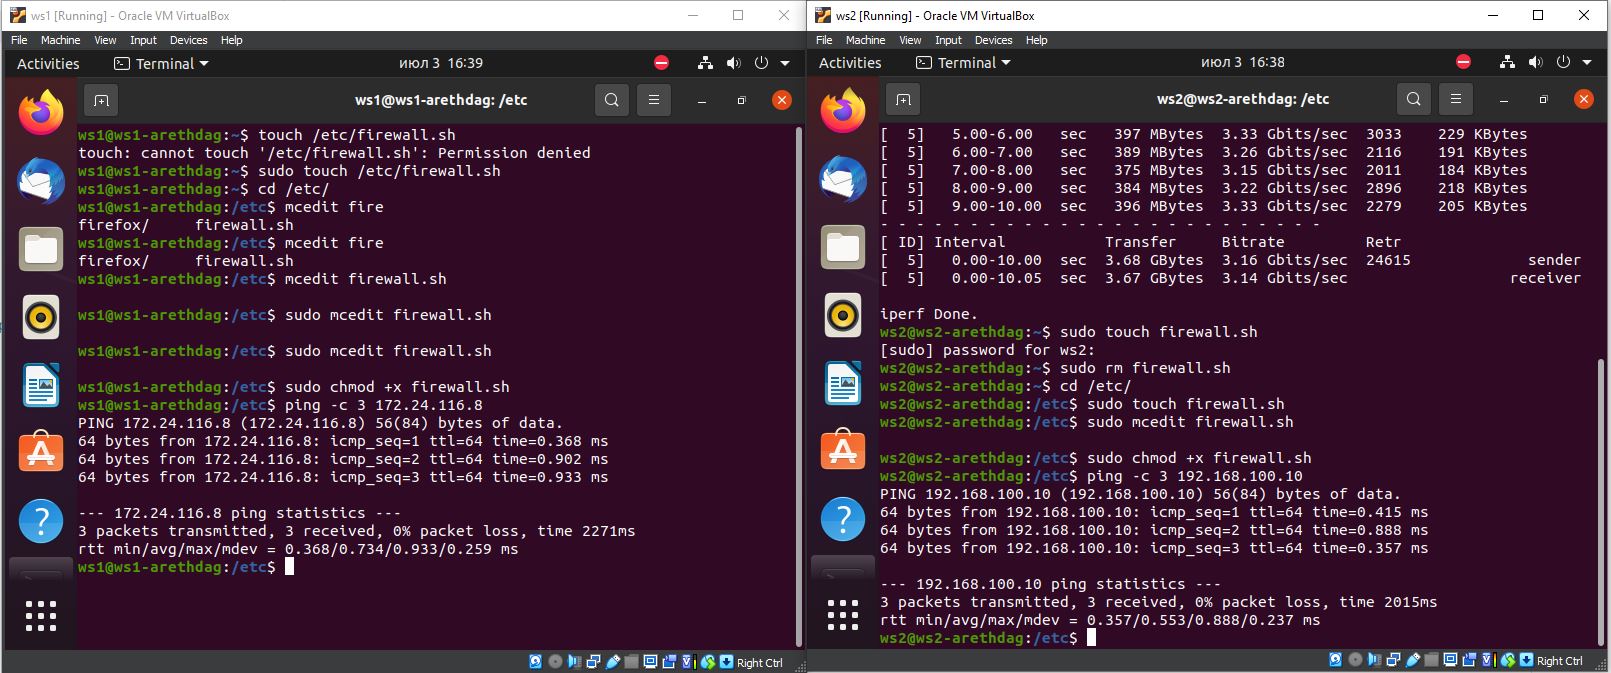 ws1 [Running] - Oracle VM VirtualBox
File Machine View Input Devices Help
Activities Terminal июл 3 16:39
ws1@ws1-arethdag: /etc
ws1@ws1-arethdag:~$ touch /etc/firewall.sh
touch: cannot touch '/etc/firewall.sh': Permission denied
ws1@ws1-arethdag:~$ sudo touch /etc/firewall.sh
ws1@ws1-arethdag:~$ cd /etc/
ws1@ws1-arethdag:/etc$ mcedit fire
firefox/     firewall.sh
ws1@ws1-arethdag:/etc$ mcedit fire
firefox/     firewall.sh
ws1@ws1-arethdag:/etc$ mcedit firewall.sh
ws1@ws1-arethdag:/etc$ sudo mcedit firewall.sh
ws1@ws1-arethdag:/etc$ sudo mcedit firewall.sh
ws1@ws1-arethdag:/etc$ sudo chmod +x firewall.sh
ws1@ws1-arethdag:/etc$ ping -c 3 172.24.116.8
PING 172.24.116.8 (172.24.116.8) 56(84) bytes of data.
64 bytes from 172.24.116.8: icmp_seq=1 ttl=64 time=0.368 ms
64 bytes from 172.24.116.8: icmp_seq=2 ttl=64 time=0.902 ms
64 bytes from 172.24.116.8: icmp_seq=3 ttl=64 time=0.933 ms
--- 172.24.116.8 ping statistics ---
3 packets transmitted, 3 received, 0% packet loss, time 2271ms
rtt min/avg/max/mdev = 0.368/0.734/0.933/0.259 ms
ws1@ws1-arethdag:/etc$
Right Ctrl
ws2 [Running] - Oracle VM VirtualBox
File Machine View Input Devices Help
Activities Terminal июл 3 16:38
ws2@ws2-arethdag: /etc
[  5]   5.00-6.00   sec   397 MBytes  3.33 Gbits/sec  3033    229 KBytes
[  5]   6.00-7.00   sec   389 MBytes  3.26 Gbits/sec  2116    191 KBytes
[  5]   7.00-8.00   sec   375 MBytes  3.15 Gbits/sec  2011    184 KBytes
[  5]   8.00-9.00   sec   384 MBytes  3.22 Gbits/sec  2896    218 KBytes
[  5]   9.00-10.00  sec   396 MBytes  3.33 Gbits/sec  2279    205 KBytes
- - - - - - - - - - - - - - - - - - - - - - - - -
[ ID] Interval           Transfer     Bitrate         Retr
[  5]   0.00-10.00  sec  3.68 GBytes  3.16 Gbits/sec  24615             sender
[  5]   0.00-10.05  sec  3.67 GBytes  3.14 Gbits/sec                  receiver
iperf Done.
ws2@ws2-arethdag:~$ sudo touch firewall.sh
[sudo] password for ws2:
ws2@ws2-arethdag:~$ sudo rm firewall.sh
ws2@ws2-arethdag:~$ cd /etc/
ws2@ws2-arethdag:/etc$ sudo touch firewall.sh
ws2@ws2-arethdag:/etc$ sudo mcedit firewall.sh
ws2@ws2-arethdag:/etc$ sudo chmod +x firewall.sh
ws2@ws2-arethdag:/etc$ ping -c 3 192.168.100.10
PING 192.168.100.10 (192.168.100.10) 56(84) bytes of data.
64 bytes from 192.168.100.10: icmp_seq=1 ttl=64 time=0.415 ms
64 bytes from 192.168.100.10: icmp_seq=2 ttl=64 time=0.888 ms
64 bytes from 192.168.100.10: icmp_seq=3 ttl=64 time=0.357 ms
--- 192.168.100.10 ping statistics ---
3 packets transmitted, 3 received, 0% packet loss, time 2015ms
rtt min/avg/max/mdev = 0.357/0.553/0.888/0.237 ms
ws2@ws2-arethdag:/etc$
Right Ctrl